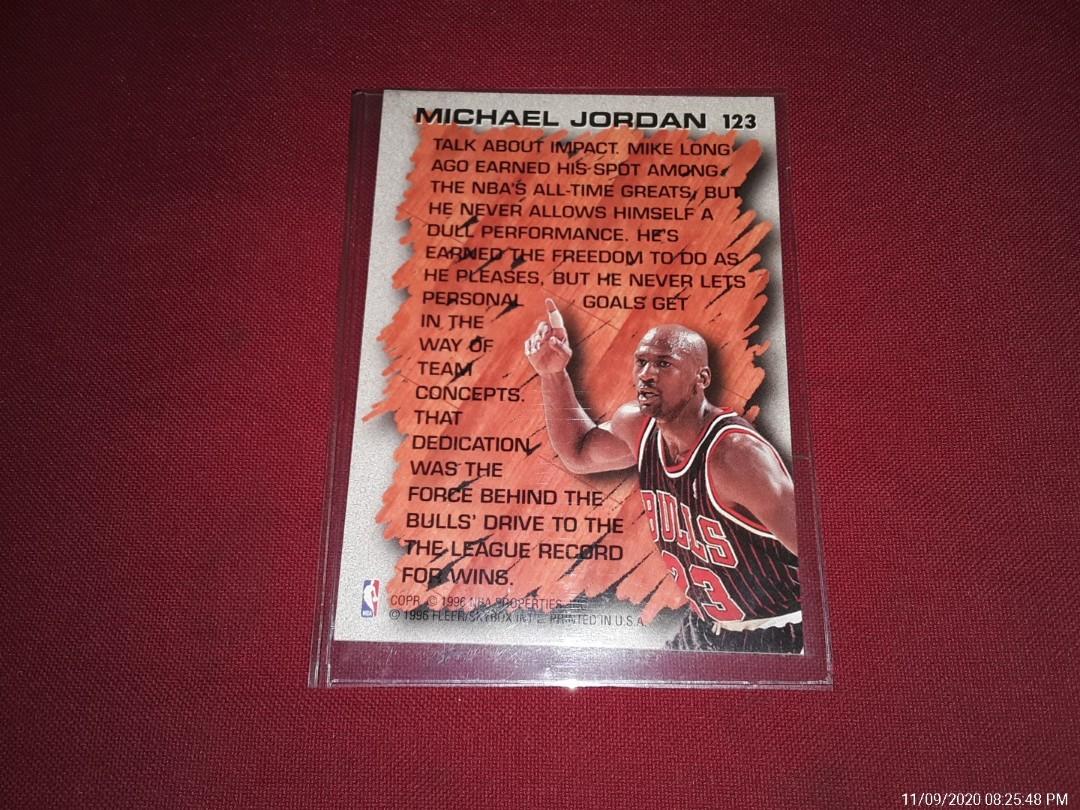 MICHAEL JORDAN 123
TALK ABOUT IMPACT. MIKE LONG
AGO EARNED HIS SPOT AMONG
THE NBA'S ALL-TIME GREATS, BUT
HE NEVER ALLOWS HIMSELF A
DULL PERFORMANCE. HE'S
EARNED THE FREEDOM TO DO AS
HE PLEASES, BUT HE NEVER LETS
PERSONAL GOALS GET
IN THE
WAY OF
TEAM
CONCEPTS.
THAT
DEDICATION
WAS THE
FORCE BEHIND THE
BULLS' DRIVE TO THE
THE LEAGUE RECORD
FOR WINS.
BULLS
23
NBA
COPR. © 1996 NBA PROPERTIES,
© 1996 FLEER/SKYBOX INT'L PRINTED IN U.S.A.
11/09/2020 08:25:48 PM